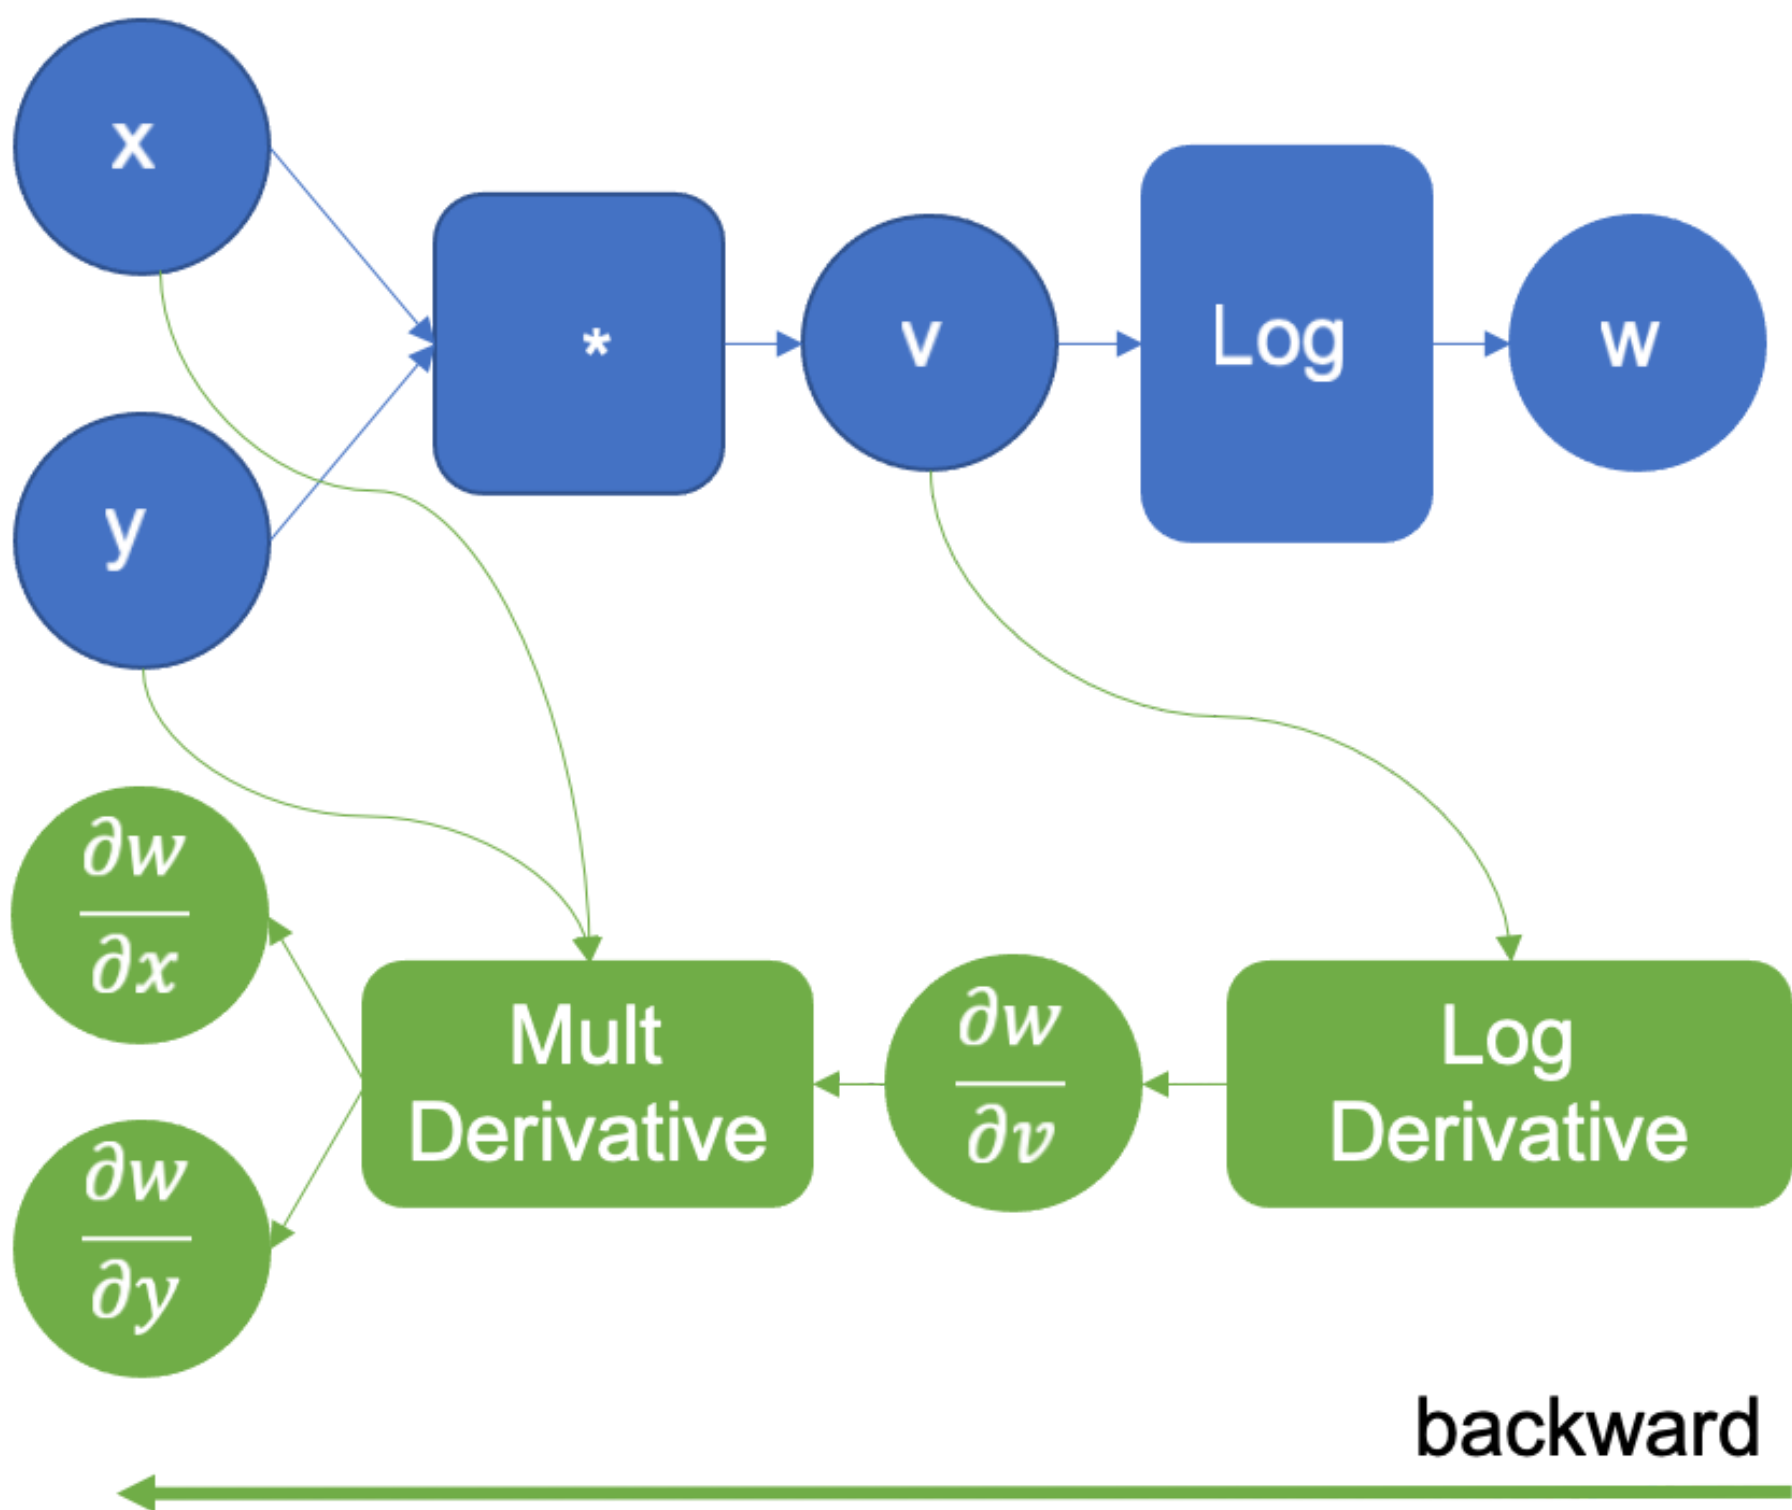 x
*
v
Log
w
y
∂w
∂x
Mult
Derivative
∂w
∂v
Log
Derivative
∂w
∂y
backward